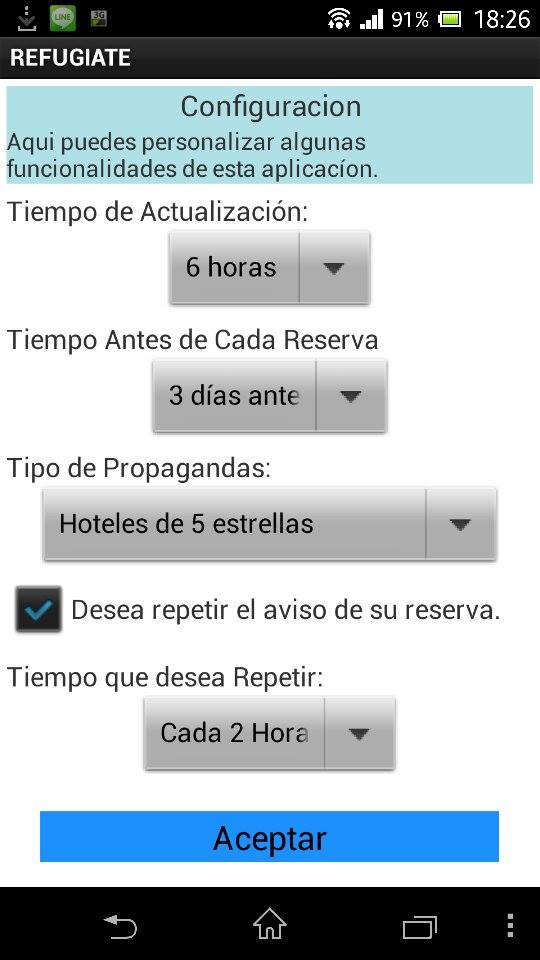 LINE 3G 91% 18:26
REFUGIATE
Configuracion
Aqui puedes personalizar algunas
funcionalidades de esta aplicacíon.
Tiempo de Actualización:
6 horas
Tiempo Antes de Cada Reserva
3 días ante
Tipo de Propagandas:
Hoteles de 5 estrellas
Desea repetir el aviso de su reserva.
Tiempo que desea Repetir:
Cada 2 Hora
Aceptar